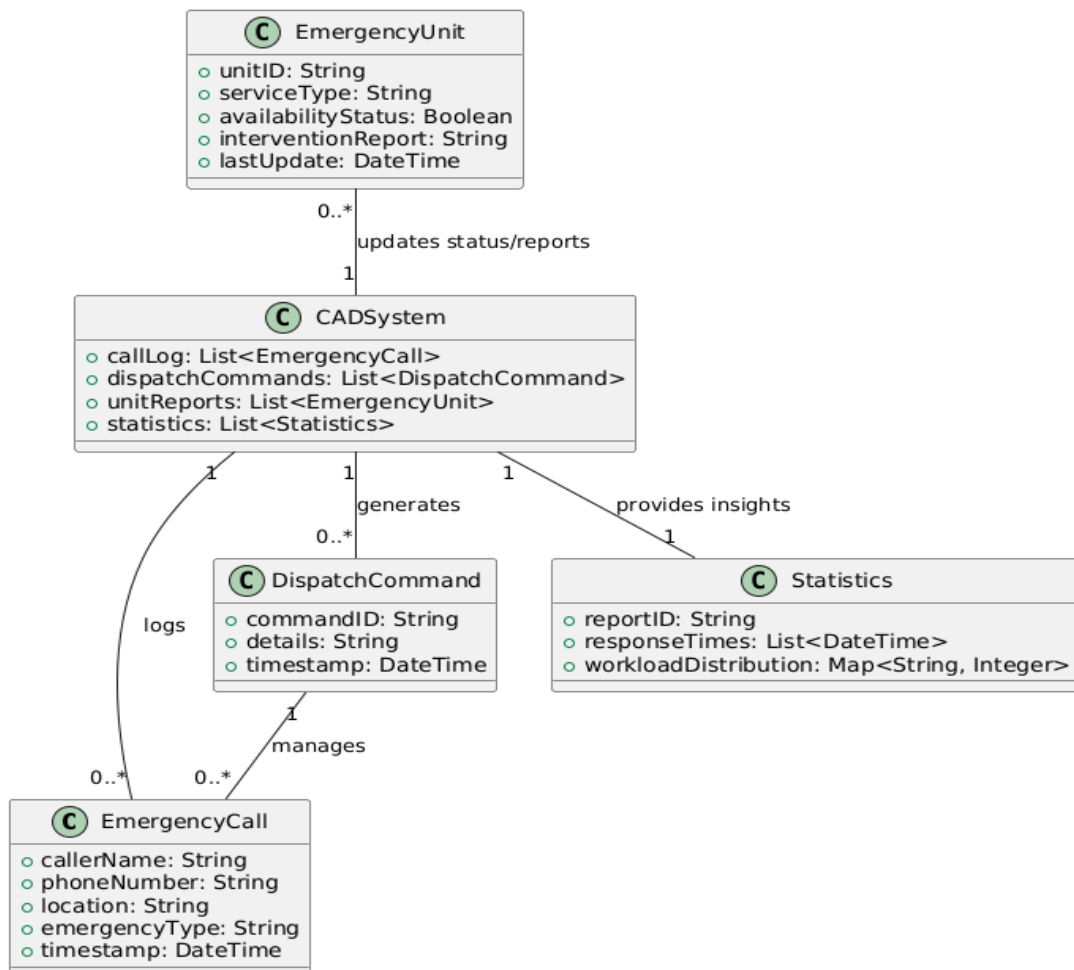 C EmergencyUnit
unitID: String
serviceType: String
availabilityStatus: Boolean
interventionReport: String
lastUpdate: DateTime
0..*
updates status/reports
1
C CADSystem
callLog: List<EmergencyCall>
dispatchCommands: List<DispatchCommand>
unitReports: List<EmergencyUnit>
statistics: List<Statistics>
1 1 1
generates provides insights
0..* 1
C DispatchCommand C Statistics
commandID: String reportID: String
logs
details: String responseTimes: List<DateTime>
timestamp: DateTime workloadDistribution: Map<String, Integer>
1
manages
0..* 0..*
C EmergencyCall
callerName: String
phoneNumber: String
location: String
emergencyType: String
timestamp: DateTime